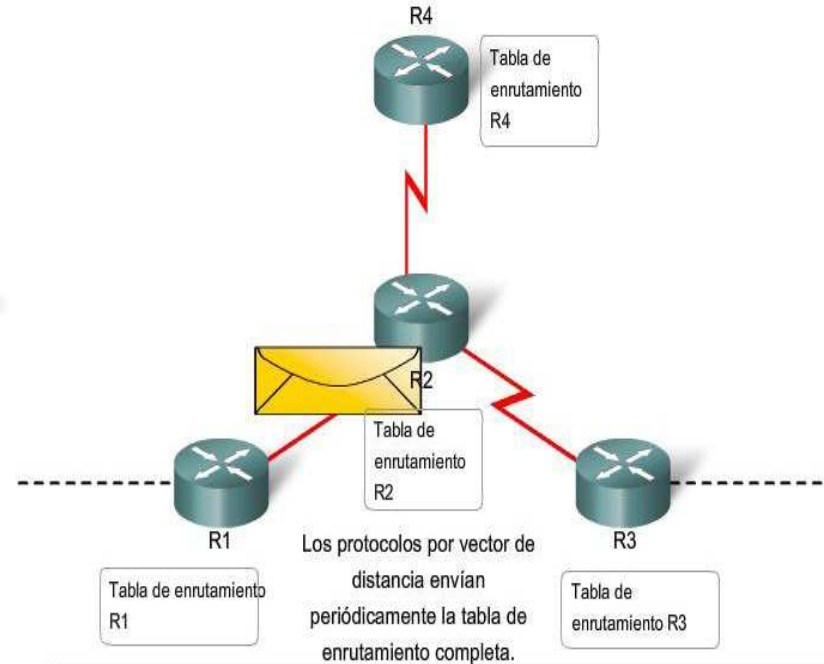 R4
Tabla de
enrutamiento
R4
R2
Tabla de
enrutamiento
R2
R1
R3
Tabla de enrutamiento
R1
Los protocolos por vector de
distancia envían
periódicamente la tabla de
enrutamiento completa.
Tabla de
enrutamiento R3